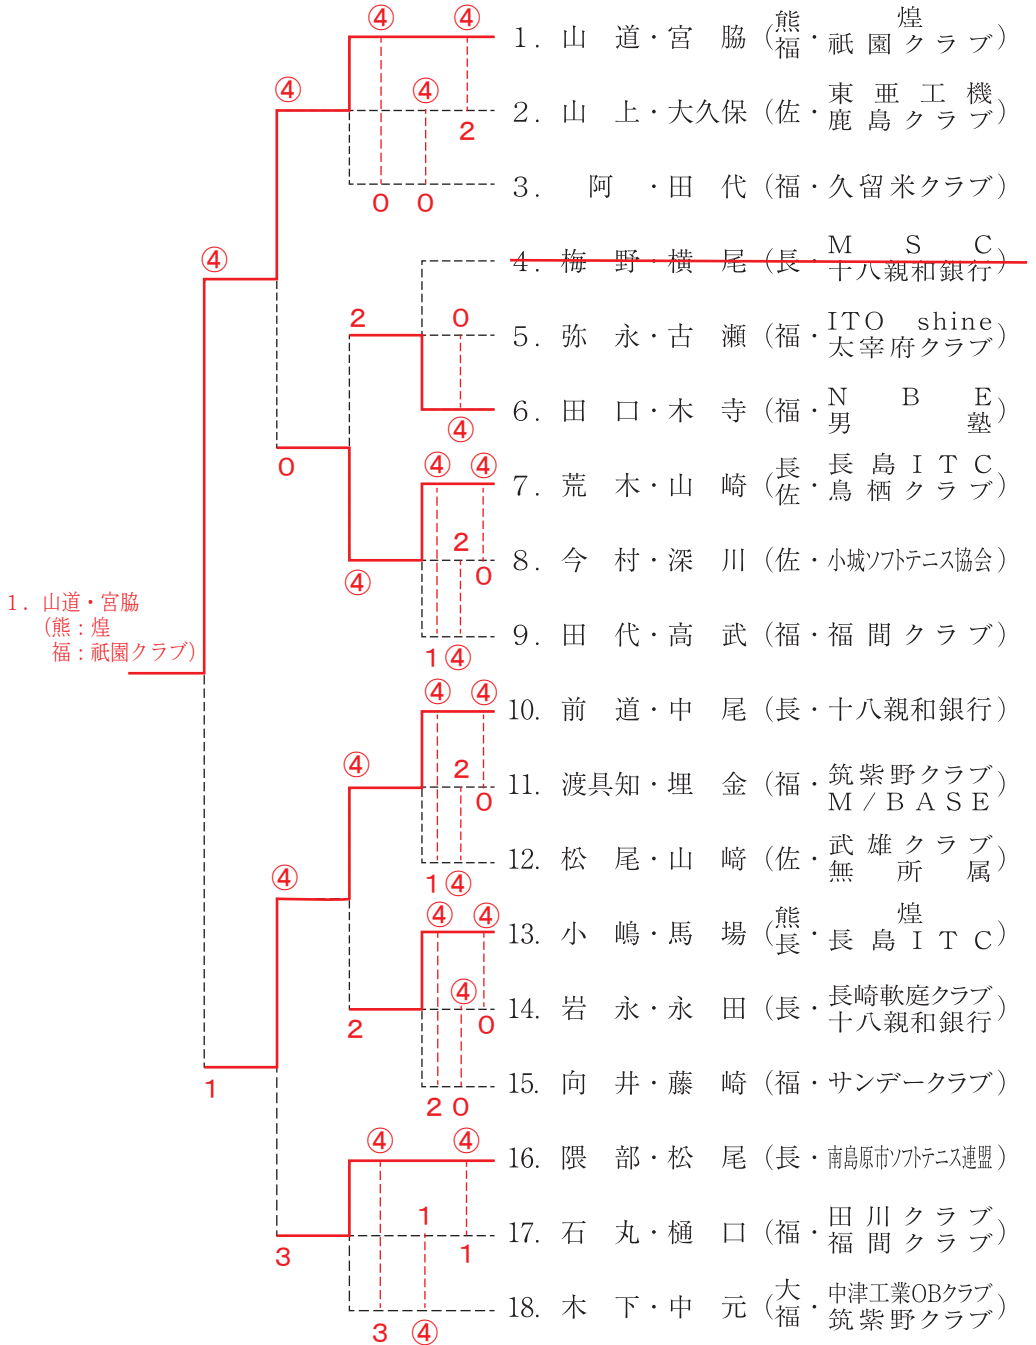 ④ ④
1. 山 道・宮 脇 (熊福・煌 祇園クラブ)
④ ④
2. 山 上・大久保 (佐・東亜工機 鹿島クラブ)
2
3. 阿 ・田 代 (福・久留米クラブ)
0 0
④
4. 梅 野・横 尾 (長・MSC 十八親和銀行)
2 0
5. 弥 永・古 瀬 (福・ITO shine 太宰府クラブ)
6. 田 口・木 寺 (福・NBE 男塾)
④
0 ④ ④
7. 荒 木・山 崎 (長佐・長島ITC 鳥栖クラブ)
2
8. 今 村・深 川 (佐・小城ソフトテニス協会)
④ 0
1. 山道・宮脇
(熊:煌
福:祇園クラブ)
9. 田 代・高 武 (福・福間クラブ)
1 ④
④ ④
10. 前 道・中 尾 (長・十八親和銀行)
④ 2
11. 渡具知・埋 金 (福・筑紫野クラブ M/BASE)
0
12. 松 尾・山 﨑 (佐・武雄クラブ 無所属)
④ 1 ④
④ ④
13. 小 嶋・馬 場 (熊長・煌 長島ITC)
④
14. 岩 永・永 田 (長・長崎軟庭クラブ 十八親和銀行)
2 0
15. 向 井・藤 崎 (福・サンデークラブ)
1 2 0
④ ④
16. 隈 部・松 尾 (長・南島原市ソフトテニス連盟)
1
17. 石 丸・樋 口 (福・田川クラブ 福間クラブ)
3 1
18. 木 下・中 元 (大福・中津工業OBクラブ 筑紫野クラブ)
3 ④